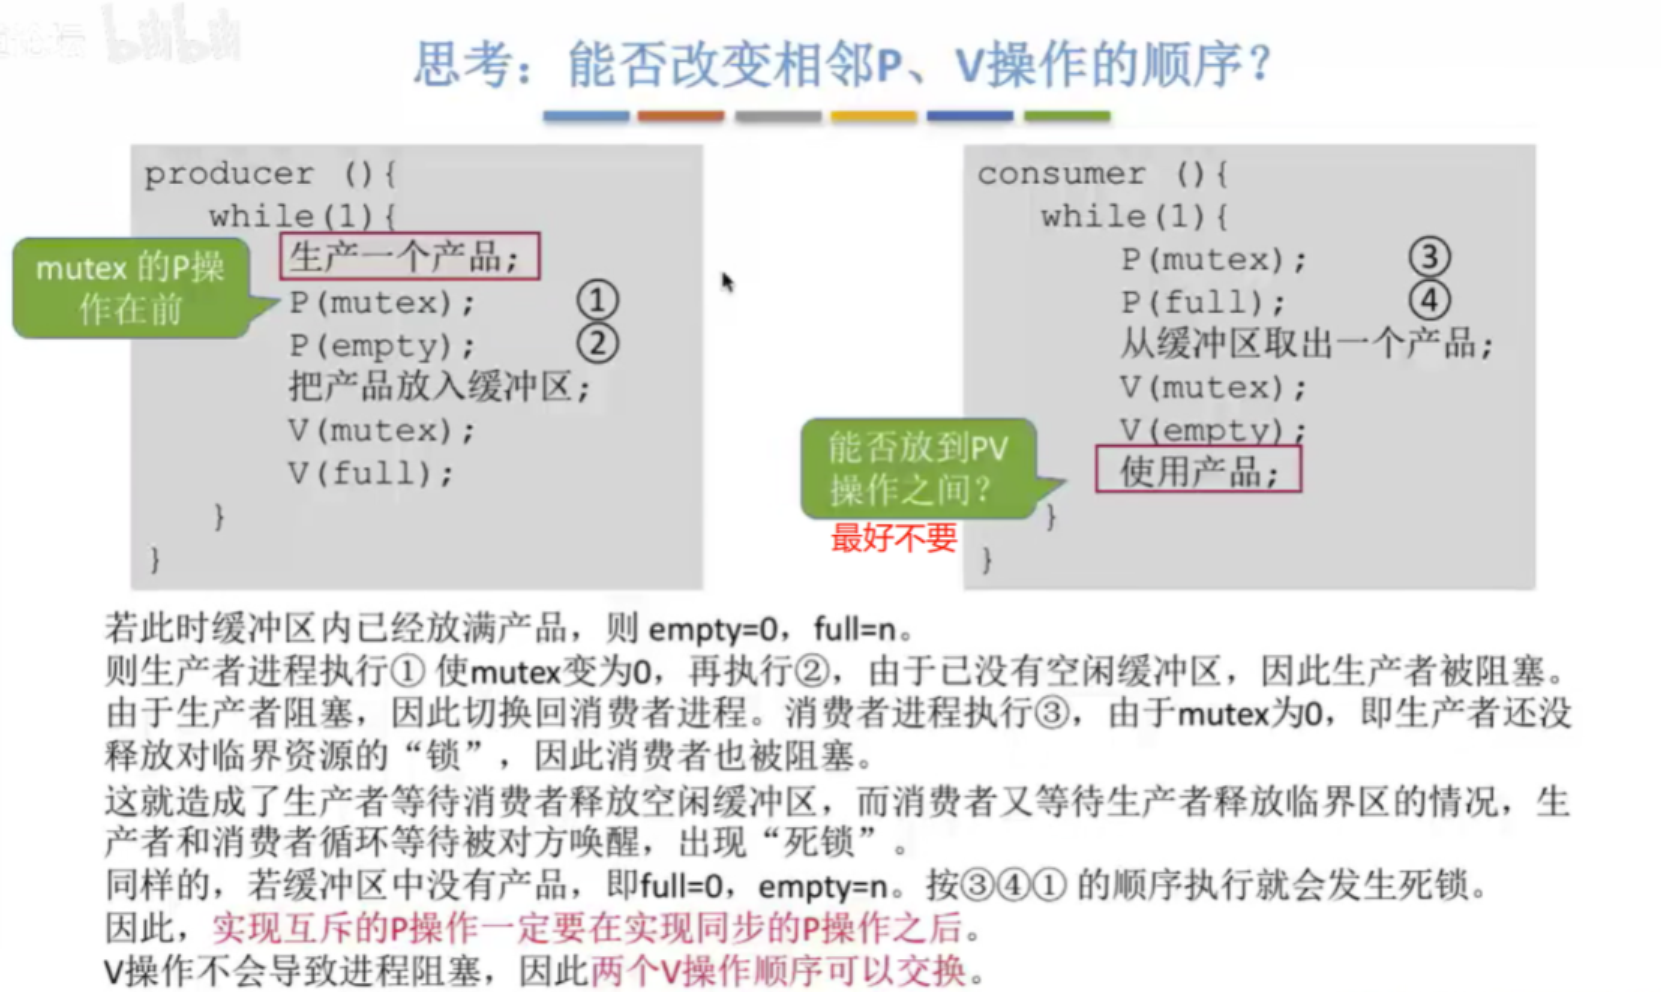 bilibili
思考：能否改变相邻P、V操作的顺序？
producer (){
while(1){
生产一个产品;
mutex 的P操
作在前
P(mutex); ①
P(empty); ②
把产品放入缓冲区;
V(mutex);
V(full);
}
}
consumer (){
while(1){
P(mutex); ③
P(full); ④
从缓冲区取出一个产品;
V(mutex);
V(empty);
能否放到PV
操作之间?
最好不要
使用产品;
}
}
若此时缓冲区内已经放满产品，则 empty=0，full=n。
则生产者进程执行① 使mutex变为0，再执行②，由于已没有空闲缓冲区，因此生产者被阻塞。
由于生产者阻塞，因此切换回消费者进程。消费者进程执行③，由于mutex为0，即生产者还没
释放对临界资源的“锁”，因此消费者也被阻塞。
这就造成了生产者等待消费者释放空闲缓冲区，而消费者又等待生产者释放临界区的情况，生
产者和消费者循环等待被对方唤醒，出现“死锁”。
同样的，若缓冲区中没有产品，即full=0，empty=n。按③④① 的顺序执行就会发生死锁。
因此，实现互斥的P操作一定要在实现同步的P操作之后。
V操作不会导致进程阻塞，因此两个V操作顺序可以交换。